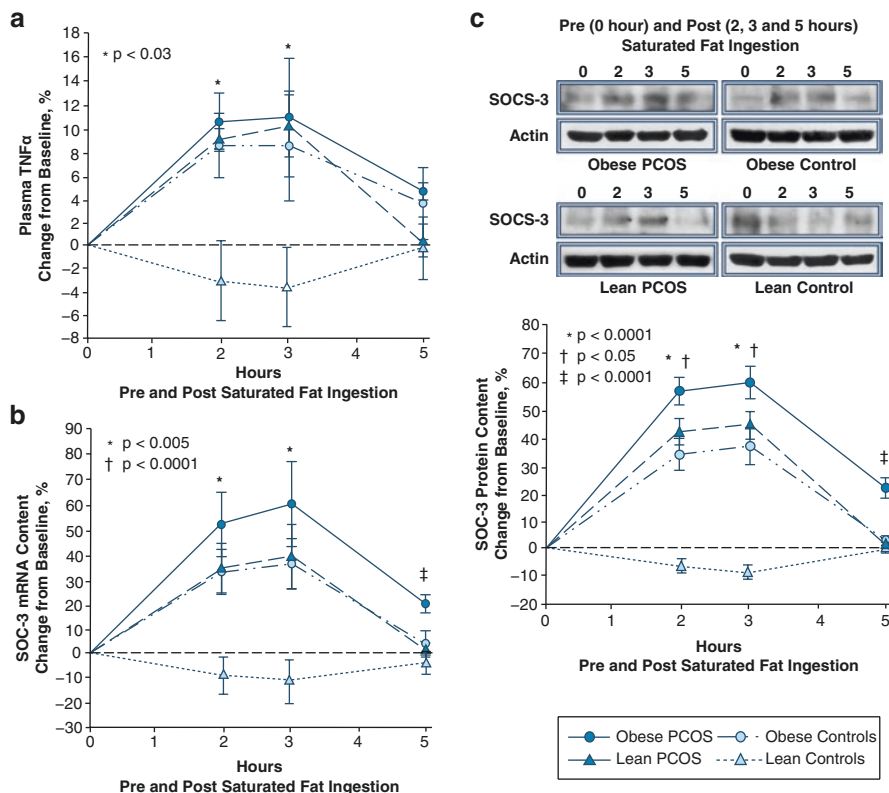 a
* p < 0.03
Plasma TNFα
Change from Baseline, %
18
16
14
12
10
8
6
4
2
0
−2
−4
−6
−8
0 1 2 3 5
Hours
Pre and Post Saturated Fat Ingestion
b
* p < 0.005
† p < 0.0001
SOC-3 mRNA Content
Change from Baseline, %
90
80
70
60
50
40
30
20
10
0
−10
−20
−30
* * ‡
0 1 2 3 4 5
Hours
Pre and Post Saturated Fat Ingestion
c
Pre (0 hour) and Post (2, 3 and 5 hours)
Saturated Fat Ingestion
0 2 3 5 0 2 3 5
SOCS-3
Actin
Obese PCOS Obese Control
0 2 3 5 0 2 3 5
SOCS-3
Actin
Lean PCOS Lean Control
* p < 0.0001
† p < 0.05
‡ p < 0.0001
SOC-3 Protein Content
Change from Baseline, %
80
70
60
50
40
30
20
10
0
−10
−20
* † * † ‡
0 1 2 3 4 5
Hours
Pre and Post Saturated Fat Ingestion
Obese PCOS Obese Controls
Lean PCOS Lean Controls